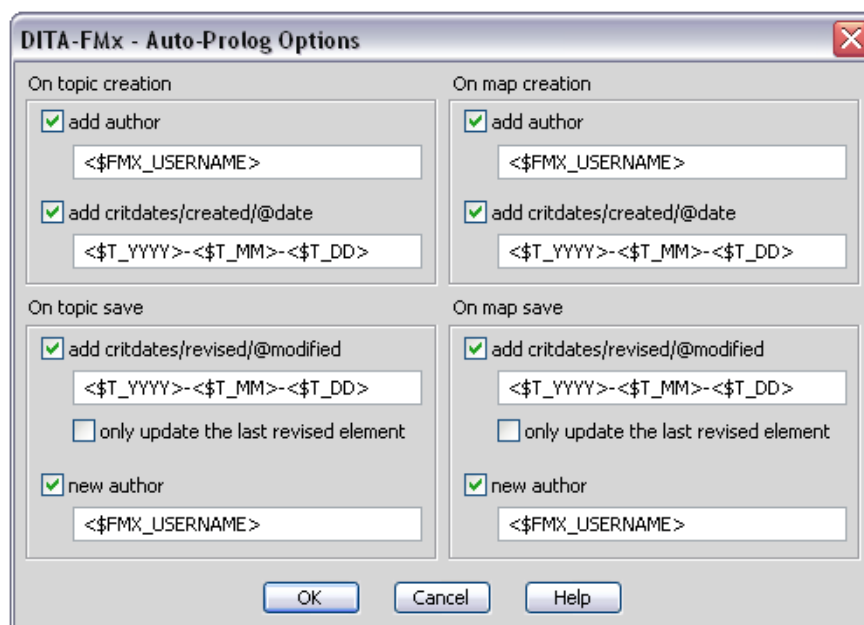 DITA-FMx - Auto-Prolog Options
On topic creation
add author
<$FMX_USERNAME>
add critdates/created/@date
<$T_YYYY>-<$T_MM>-<$T_DD>
On map creation
add author
<$FMX_USERNAME>
add critdates/created/@date
<$T_YYYY>-<$T_MM>-<$T_DD>
On topic save
add critdates/revised/@modified
<$T_YYYY>-<$T_MM>-<$T_DD>
only update the last revised element
new author
<$FMX_USERNAME>
On map save
add critdates/revised/@modified
<$T_YYYY>-<$T_MM>-<$T_DD>
only update the last revised element
new author
<$FMX_USERNAME>
OK
Cancel
Help